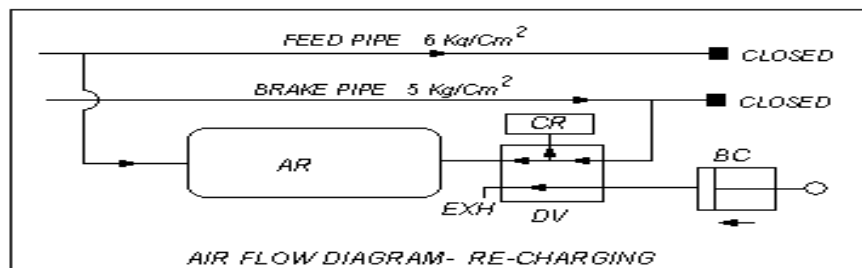 FEED PIPE 6 Kg/Cm²
CLOSED
BRAKE PIPE 5 Kg/Cm²
CLOSED
CR
AR
BC
EXH
DV
AIR FLOW DIAGRAM- RE-CHARGING